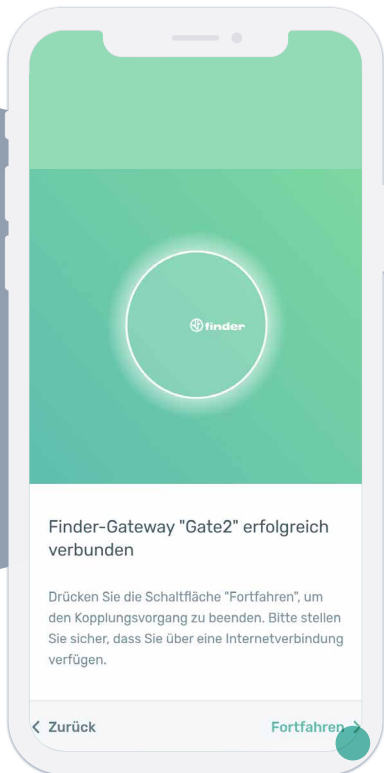 finder
Finder-Gateway "Gate2" erfolgreich
verbunden
Drücken Sie die Schaltfläche "Fortfahren", um
den Kopplungsvorgang zu beenden. Bitte stellen
Sie sicher, dass Sie über eine Internetverbindung
verfügen.
Zurück Fortfahren